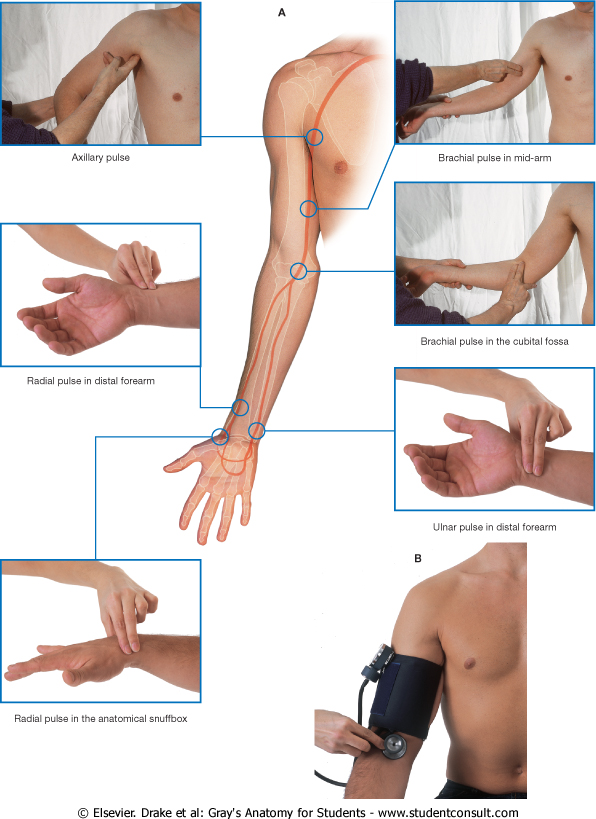 A
Axillary pulse
Brachial pulse in mid-arm
Brachial pulse in the cubital fossa
Radial pulse in distal forearm
Ulnar pulse in distal forearm
B
Radial pulse in the anatomical snuffbox
© Elsevier. Drake et al: Gray's Anatomy for Students - www.studentconsult.com